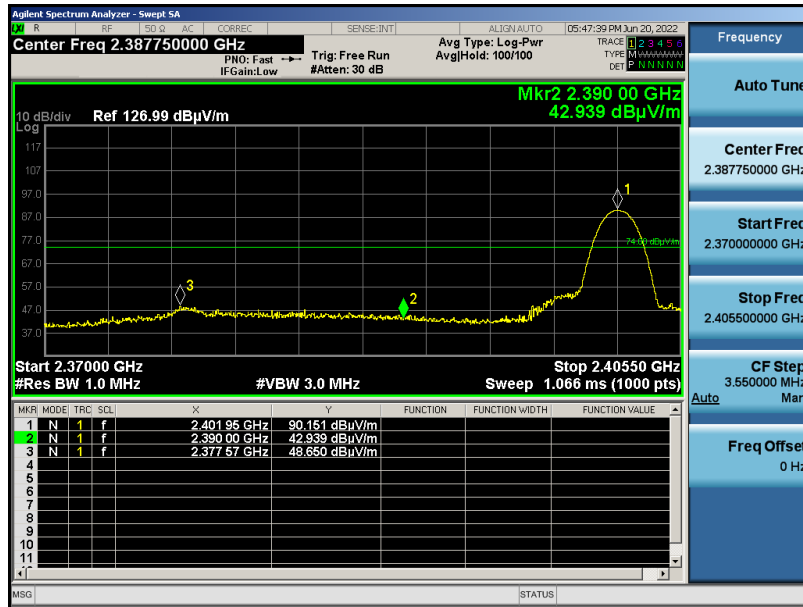 Agilent Spectrum Analyzer - Swept SA
LXI R RF 50 Ω AC CORREC SENSE:INT ALIGN AUTO 05:47:39 PM Jun 20, 2022
Center Freq 2.387750000 GHz
PNO: Fast
IFGain:Low
Trig: Free Run
#Atten: 30 dB
Avg Type: Log-Pwr
Avg|Hold: 100/100
TRACE 1 2 3 4 5 6
TYPE M
DET P N N N N N
Mkr2 2.390 00 GHz
42.939 dBµV/m
10 dB/div Ref 126.99 dBµV/m
Log
117
107
97.0
87.0
77.0
67.0
57.0
47.0
37.0
1
74.00 dBµV/m
3
2
Start 2.37000 GHz Stop 2.40550 GHz
#Res BW 1.0 MHz #VBW 3.0 MHz Sweep 1.066 ms (1000 pts)
MKR MODE TRC SCL X Y FUNCTION FUNCTION WIDTH FUNCTION VALUE
1 N 1 f 2.401 95 GHz 90.151 dBµV/m
2 N 1 f 2.390 00 GHz 42.939 dBµV/m
3 N 1 f 2.377 57 GHz 48.650 dBµV/m
4
5
6
7
8
9
10
11
MSG STATUS
Frequency
Auto Tune
Center Freq
2.387750000 GHz
Start Freq
2.370000000 GHz
Stop Freq
2.405500000 GHz
CF Step
3.550000 MHz
Auto Man
Freq Offset
0 Hz